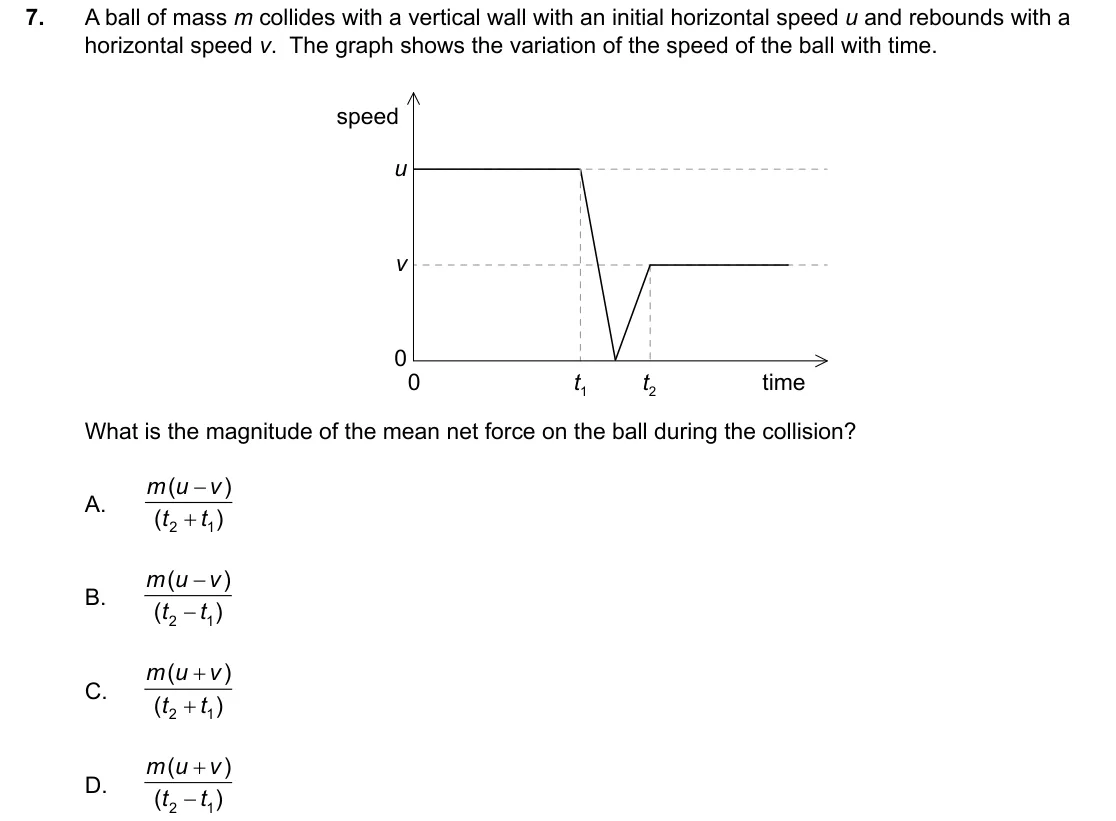 7. A ball of mass m collides with a vertical wall with an initial horizontal speed u and rebounds with a
horizontal speed v. The graph shows the variation of the speed of the ball with time.
speed
u
v
0
0 t₁ t₂ time
What is the magnitude of the mean net force on the ball during the collision?
A. m(u − v)
(t₂ + t₁)
B. m(u − v)
(t₂ − t₁)
C. m(u + v)
(t₂ + t₁)
D. m(u + v)
(t₂ − t₁)